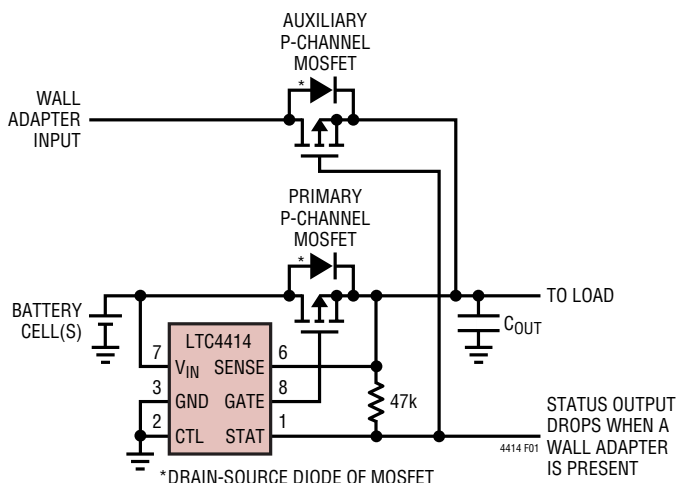 AUXILIARY
P-CHANNEL
MOSFET
*
WALL
ADAPTER
INPUT
PRIMARY
P-CHANNEL
MOSFET
*
BATTERY
CELL(S)
TO LOAD
COUT
LTC4414
7 VIN SENSE 6
3 GND GATE 8
2 CTL STAT 1
47k
STATUS OUTPUT
DROPS WHEN A
WALL ADAPTER
IS PRESENT
4414 F01
*DRAIN-SOURCE DIODE OF MOSFET